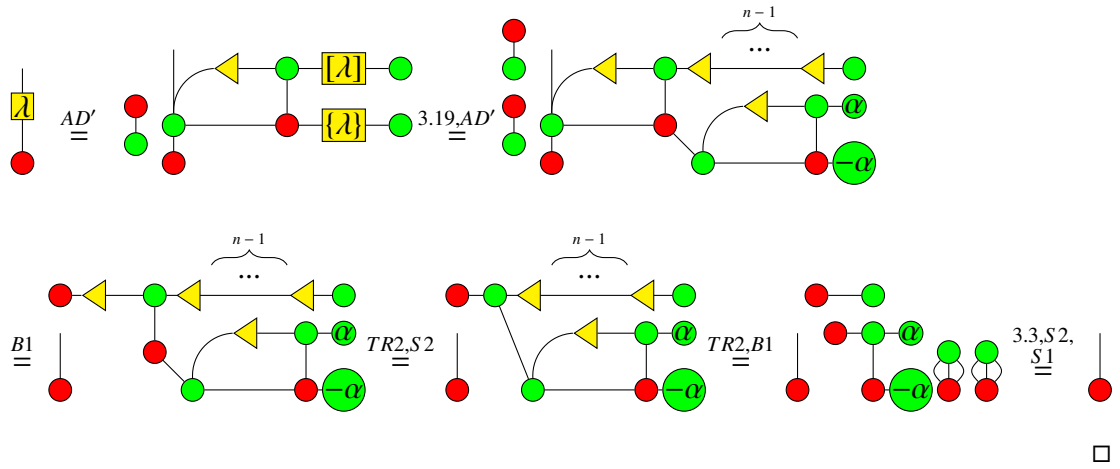 n − 1
...
λ AD′ = [λ] {λ} 3.19,AD′ = α −α
n − 1 n − 1
... ...
B1 = α −α TR2,S2 = α −α TR2,B1 = α −α 3.3,S2, S1 =
□